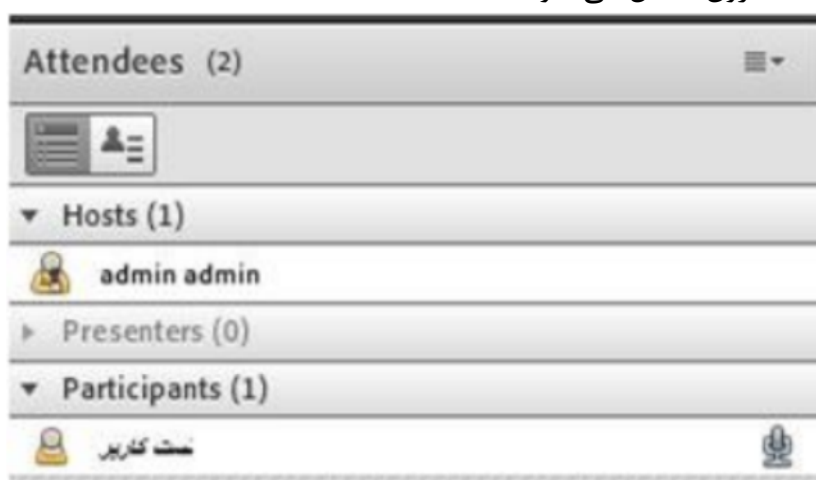 Attendees (2)
Hosts (1)
admin admin
Presenters (0)
Participants (1)
تست کاربر